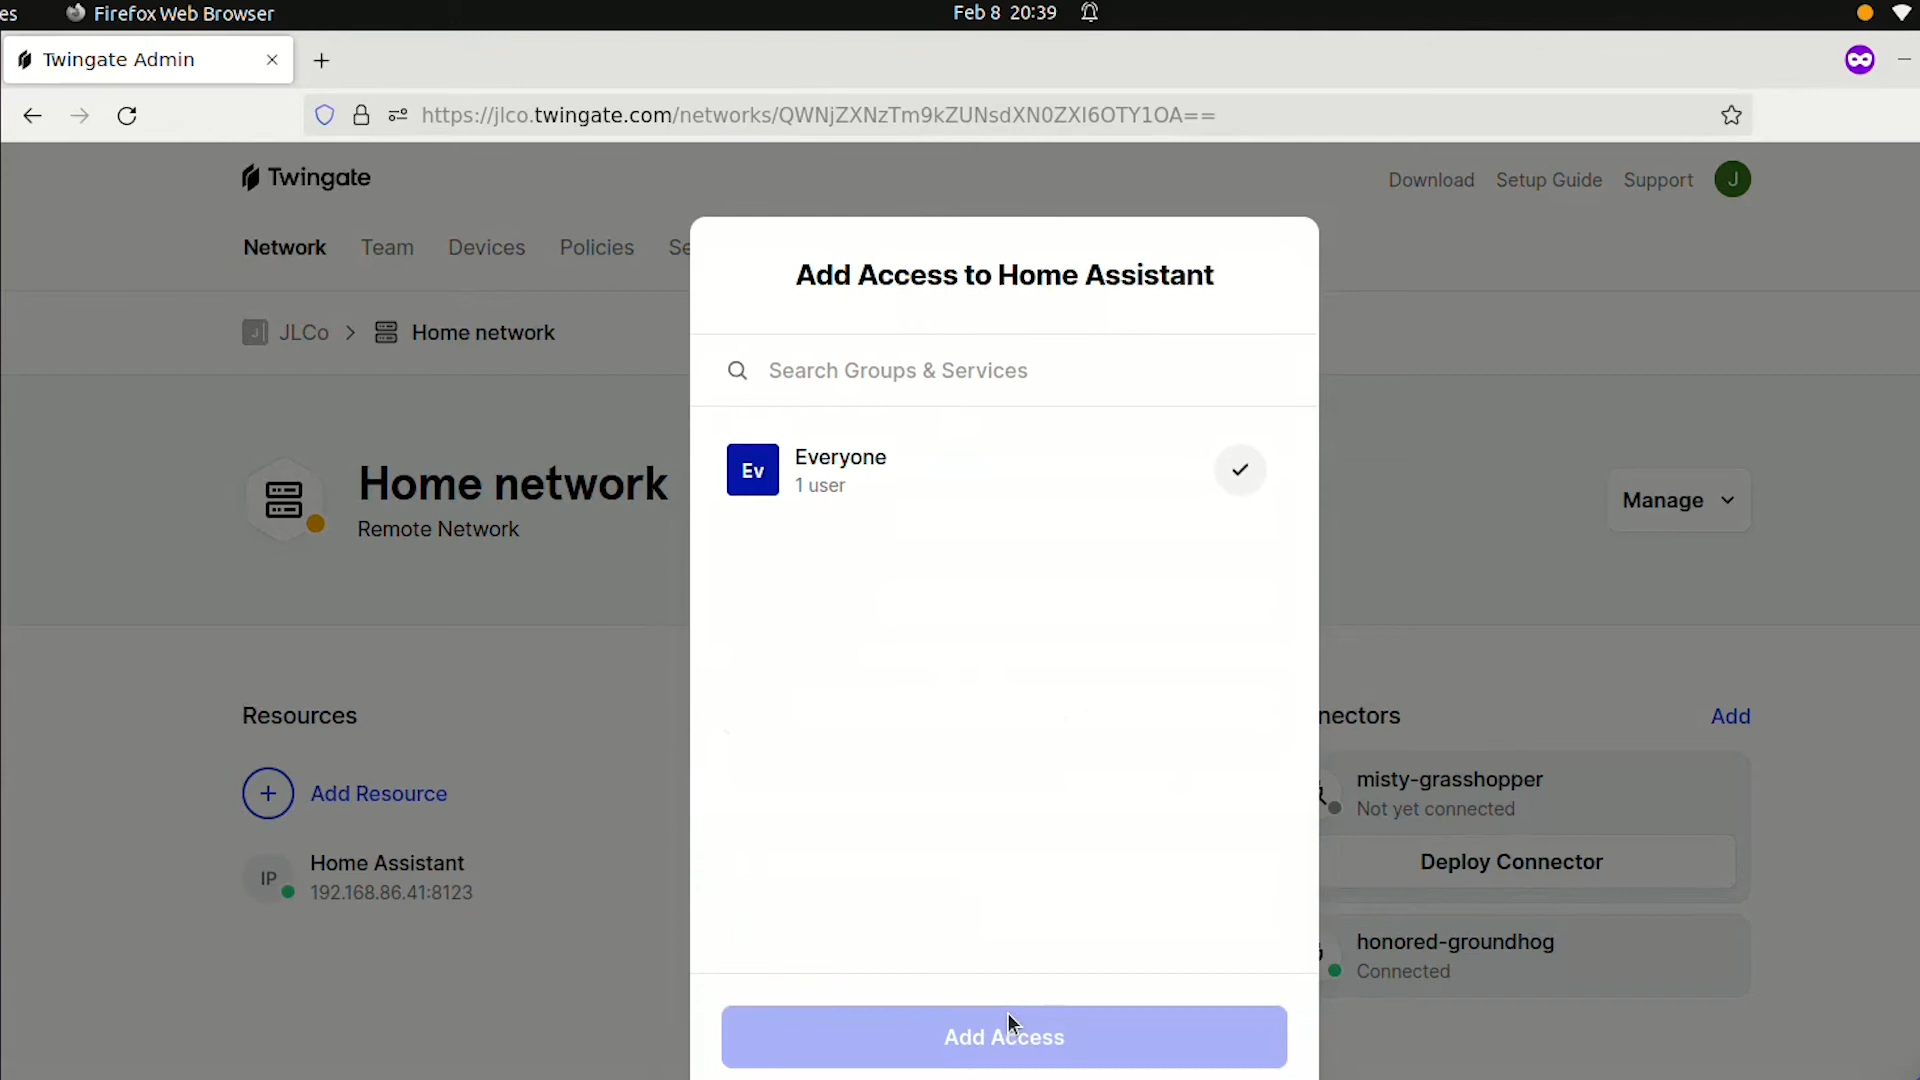 es Firefox Web Browser Feb 8 20:39
Twingate Admin
https://jlco.twingate.com/networks/QWNjZXNzTm9kZUNsdXN0ZXI6OTY1OA==
Twingate Download Setup Guide Support J
Network Team Devices Policies Se
Add Access to Home Assistant
J JLCo > Home network
Search Groups & Services
Ev Everyone
1 user
Home network
Remote Network
Manage
Resources
nectors Add
Add Resource
misty-grasshopper
Not yet connected
Deploy Connector
IP Home Assistant
192.168.86.41:8123
honored-groundhog
Connected
Add Access